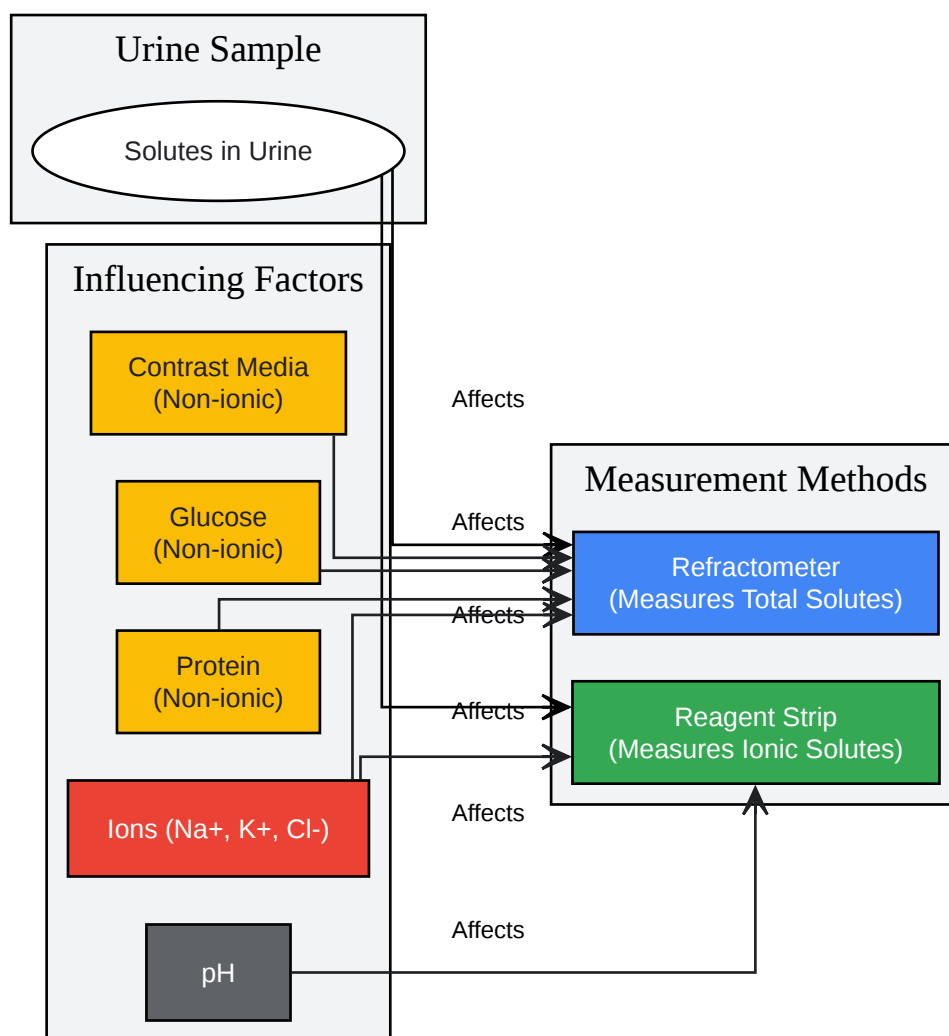 Urine Sample
Solutes in Urine
Influencing Factors
Contrast Media
(Non-ionic)
Affects
Measurement Methods
Glucose
(Non-ionic)
Affects
Refractometer
(Measures Total Solutes)
Affects
Protein
(Non-ionic)
Affects
Reagent Strip
(Measures Ionic Solutes)
Ions (Na+, K+, Cl-)
Affects
Affects
pH